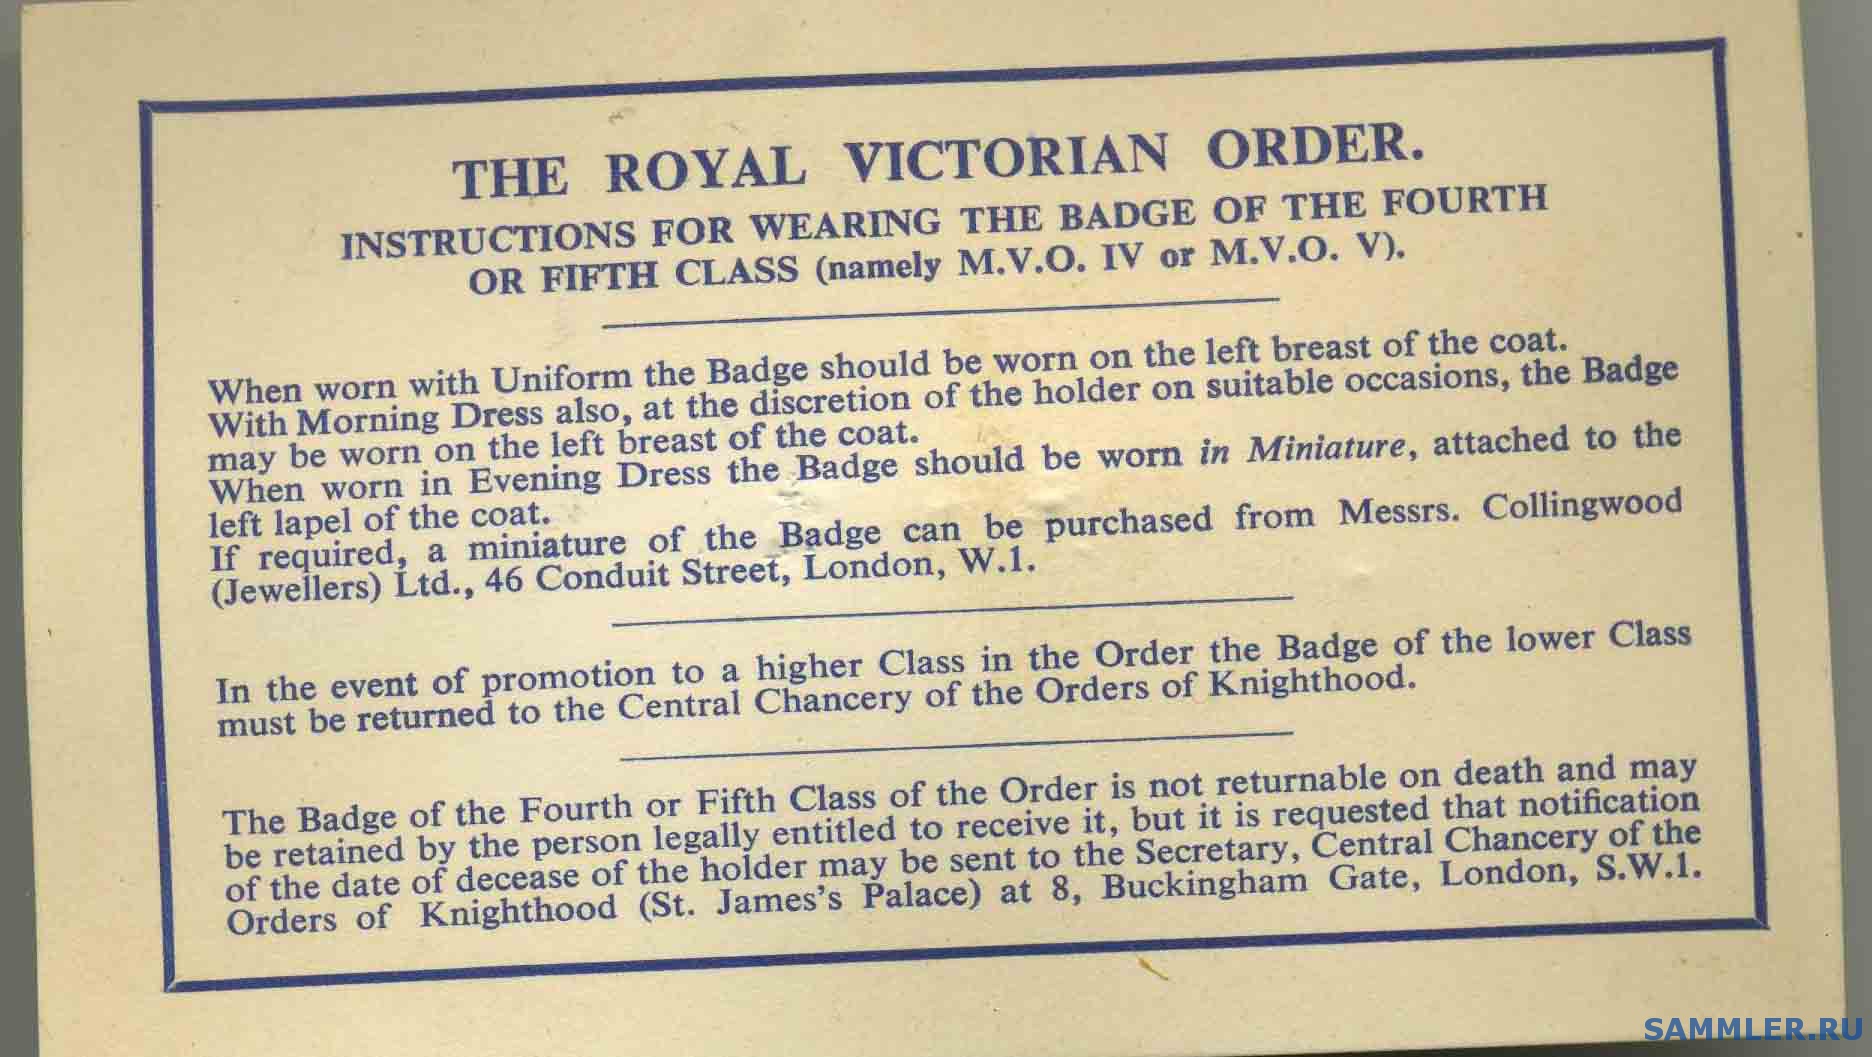 THE ROYAL VICTORIAN ORDER.
INSTRUCTIONS FOR WEARING THE BADGE OF THE FOURTH
OR FIFTH CLASS (namely M.V.O. IV or M.V.O. V).
When worn with Uniform the Badge should be worn on the left breast of the coat.
With Morning Dress also, at the discretion of the holder on suitable occasions, the Badge
may be worn on the left breast of the coat.
When worn in Evening Dress the Badge should be worn in Miniature, attached to the
left lapel of the coat.
If required, a miniature of the Badge can be purchased from Messrs. Collingwood
(Jewellers) Ltd., 46 Conduit Street, London, W.1.
In the event of promotion to a higher Class in the Order the Badge of the lower Class
must be returned to the Central Chancery of the Orders of Knighthood.
The Badge of the Fourth or Fifth Class of the Order is not returnable on death and may
be retained by the person legally entitled to receive it, but it is requested that notification
of the date of decease of the holder may be sent to the Secretary, Central Chancery of the
Orders of Knighthood (St. James's Palace) at 8, Buckingham Gate, London, S.W.1.
SAMMLER.RU